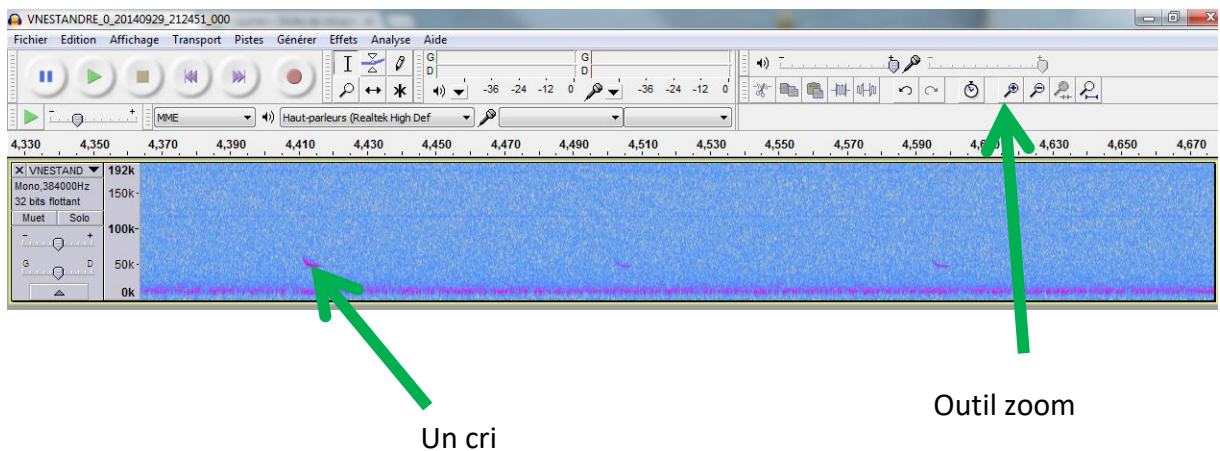 VNESTANDRE_0_20140929_212451_000
Fichier Edition Affichage Transport Pistes Générer Effets Analyse Aide
G G
D D
-36 -24 -12 0 -36 -24 -12 0
MME Haut-parleurs (Realtek High Def
4,330 4,350 4,370 4,390 4,410 4,430 4,450 4,470 4,490 4,510 4,530 4,550 4,570 4,590 4,630 4,650 4,670
X VNESTAND 192k
Mono,384000Hz 150k
32 bits flottant
Muet Solo 100k
- +
G D 50k
0k
Un cri
Outil zoom